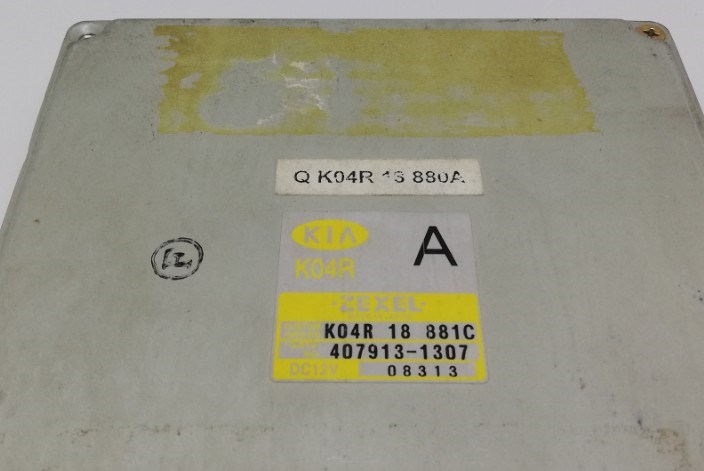 Q K04R 18 880A
KIA
A
K04R
ZEXEL
K04R 18 881C
407913-1307
DC12V 08313